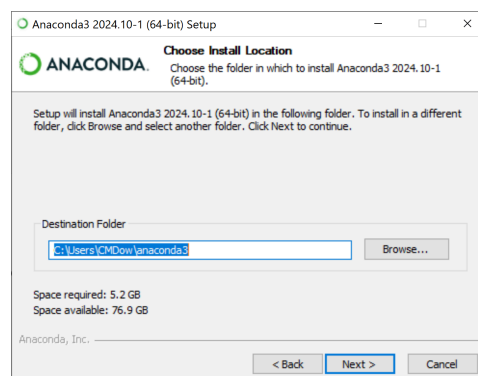 Anaconda3 2024.10-1 (64-bit) Setup
ANACONDA.
Choose Install Location
Choose the folder in which to install Anaconda3 2024.10-1
(64-bit).
Setup will install Anaconda3 2024.10-1 (64-bit) in the following folder. To install in a different
folder, click Browse and select another folder. Click Next to continue.
Destination Folder
C:\Users\CMDow\anaconda3
Browse...
Space required: 5.2 GB
Space available: 76.9 GB
Anaconda, Inc.
< Back
Next >
Cancel